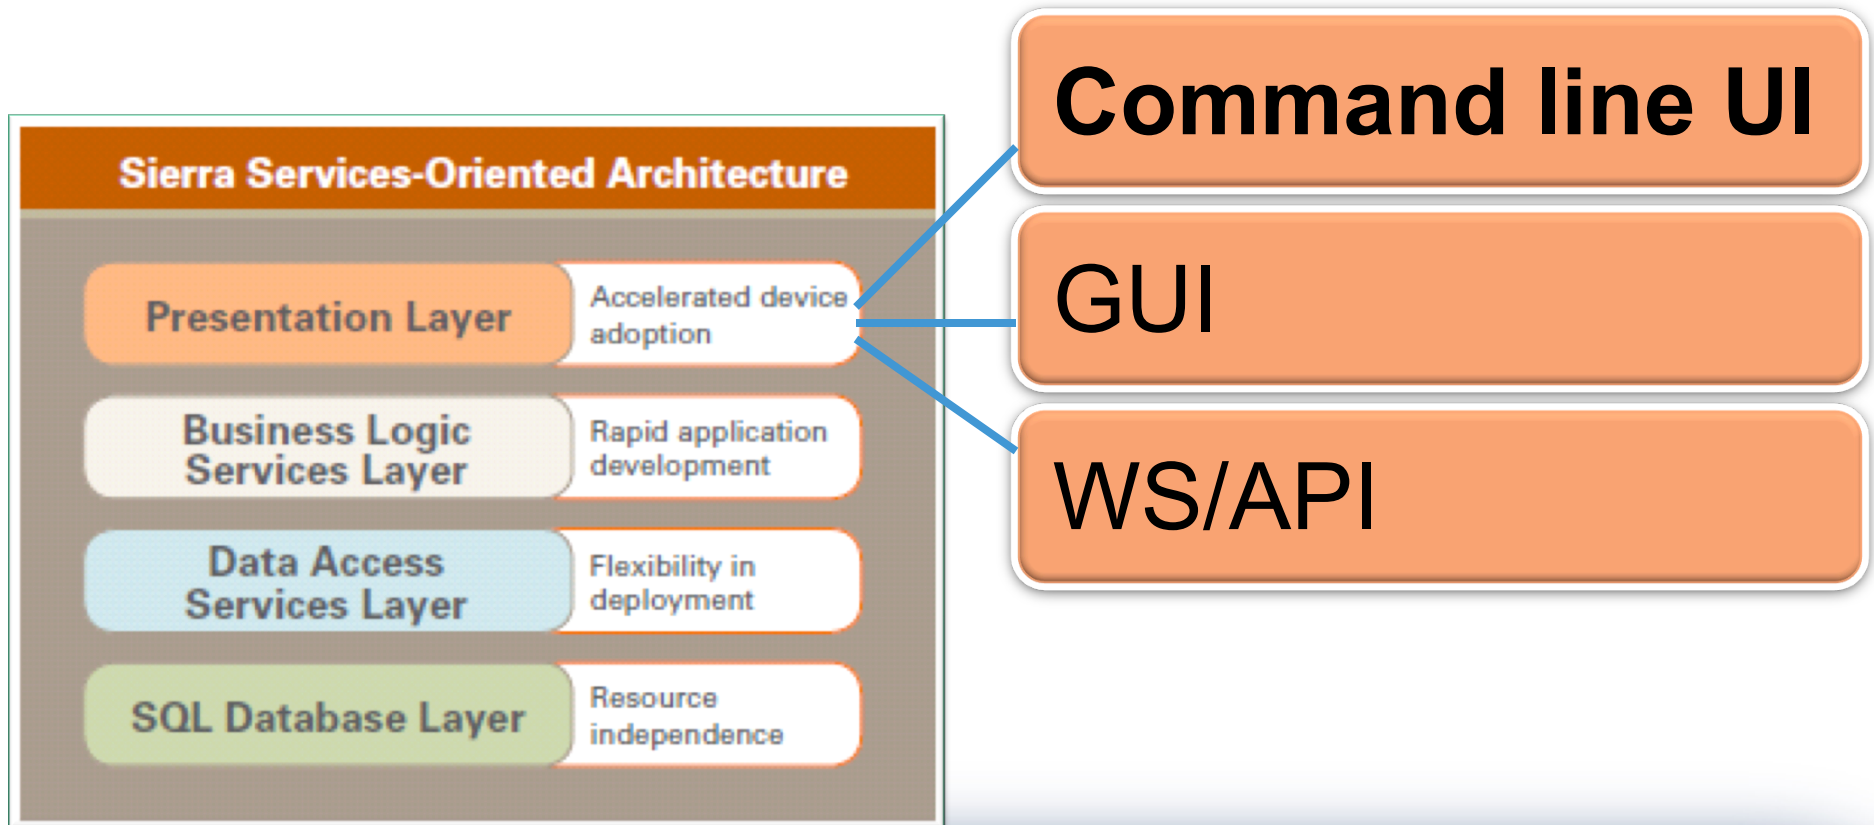 Sierra Services-Oriented Architecture
Presentation Layer
Accelerated device
adoption
Business Logic
Services Layer
Rapid application
development
Data Access
Services Layer
Flexibility in
deployment
SQL Database Layer
Resource
independence
Command line UI
GUI
WS/API